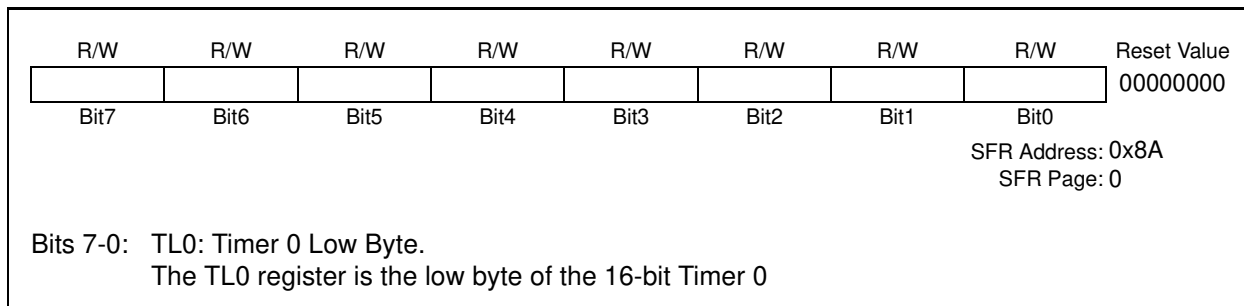 R/W R/W R/W R/W R/W R/W R/W R/W Reset Value
00000000
Bit7 Bit6 Bit5 Bit4 Bit3 Bit2 Bit1 Bit0
SFR Address: 0x8A
SFR Page: 0
Bits 7-0: TL0: Timer 0 Low Byte.
The TL0 register is the low byte of the 16-bit Timer 0